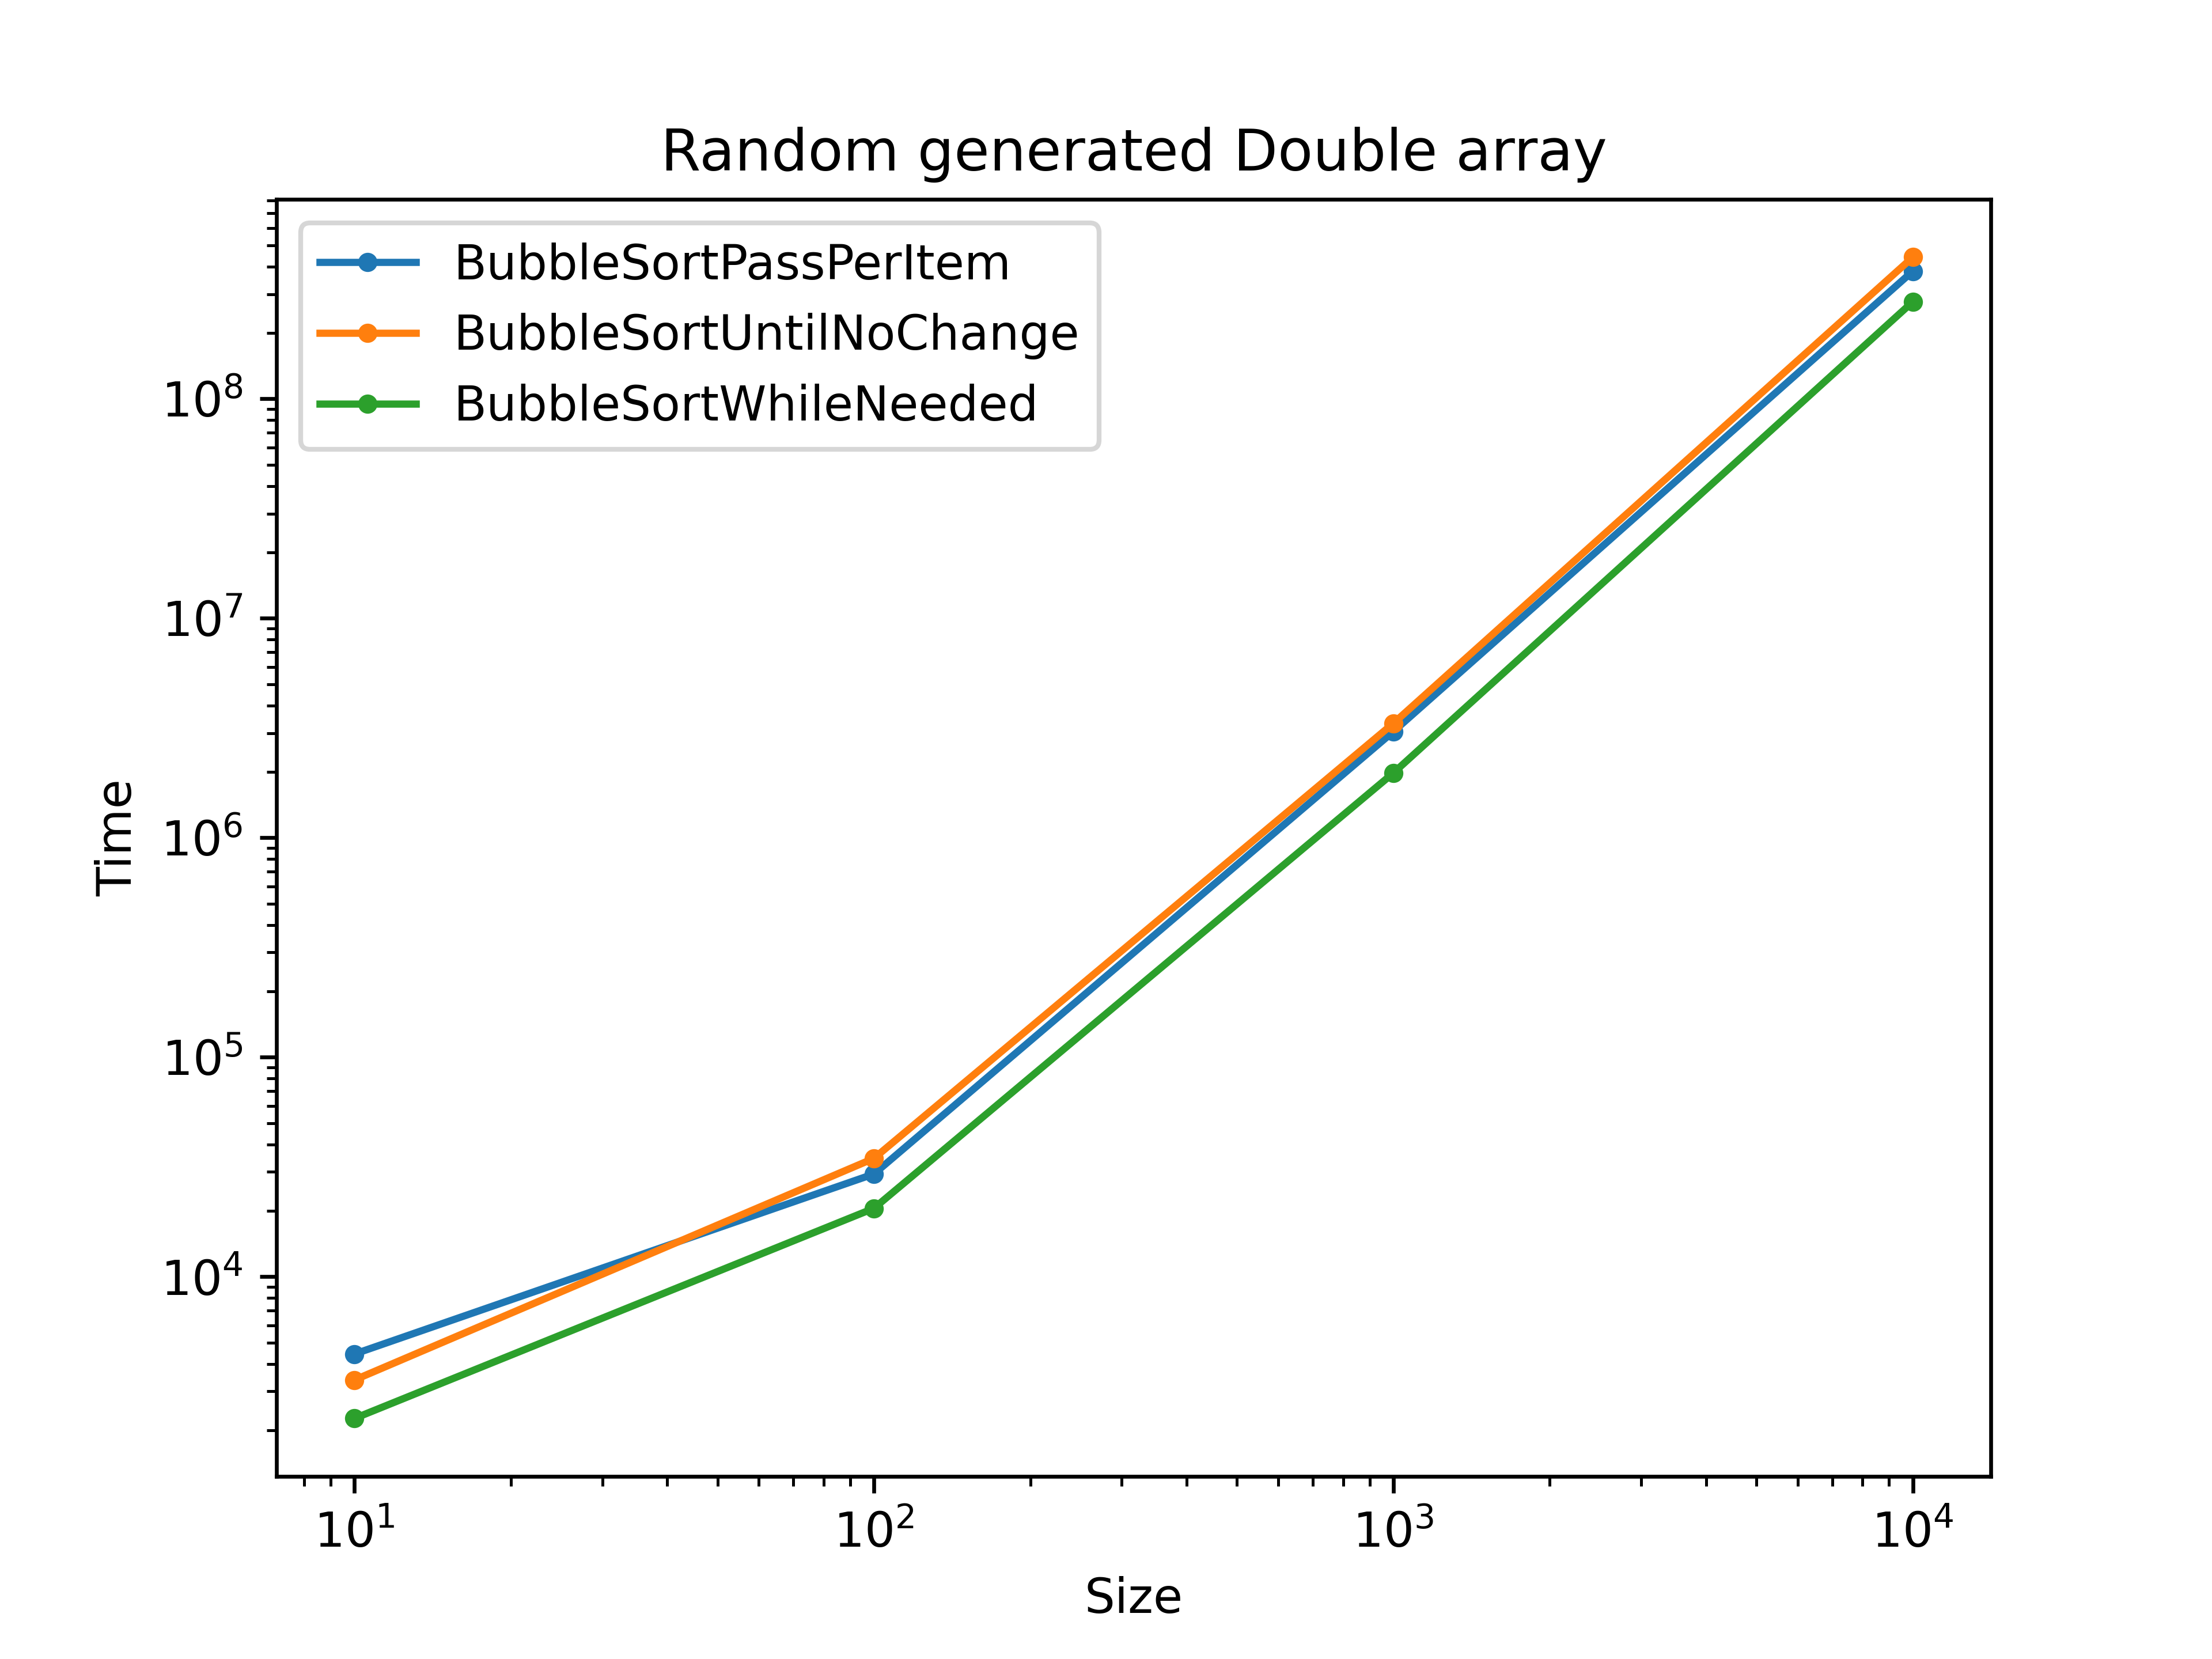 Random generated Double array
BubbleSortPassPerItem
BubbleSortUntilNoChange
BubbleSortWhileNeeded
10⁸
10⁷
10⁶
10⁵
10⁴
Time
10¹ 10² 10³ 10⁴
Size